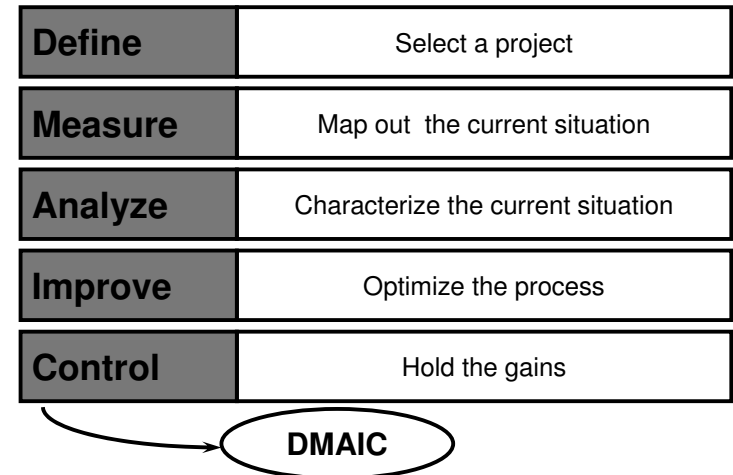 Define Select a project
Measure Map out the current situation
Analyze Characterize the current situation
Improve Optimize the process
Control Hold the gains
DMAIC